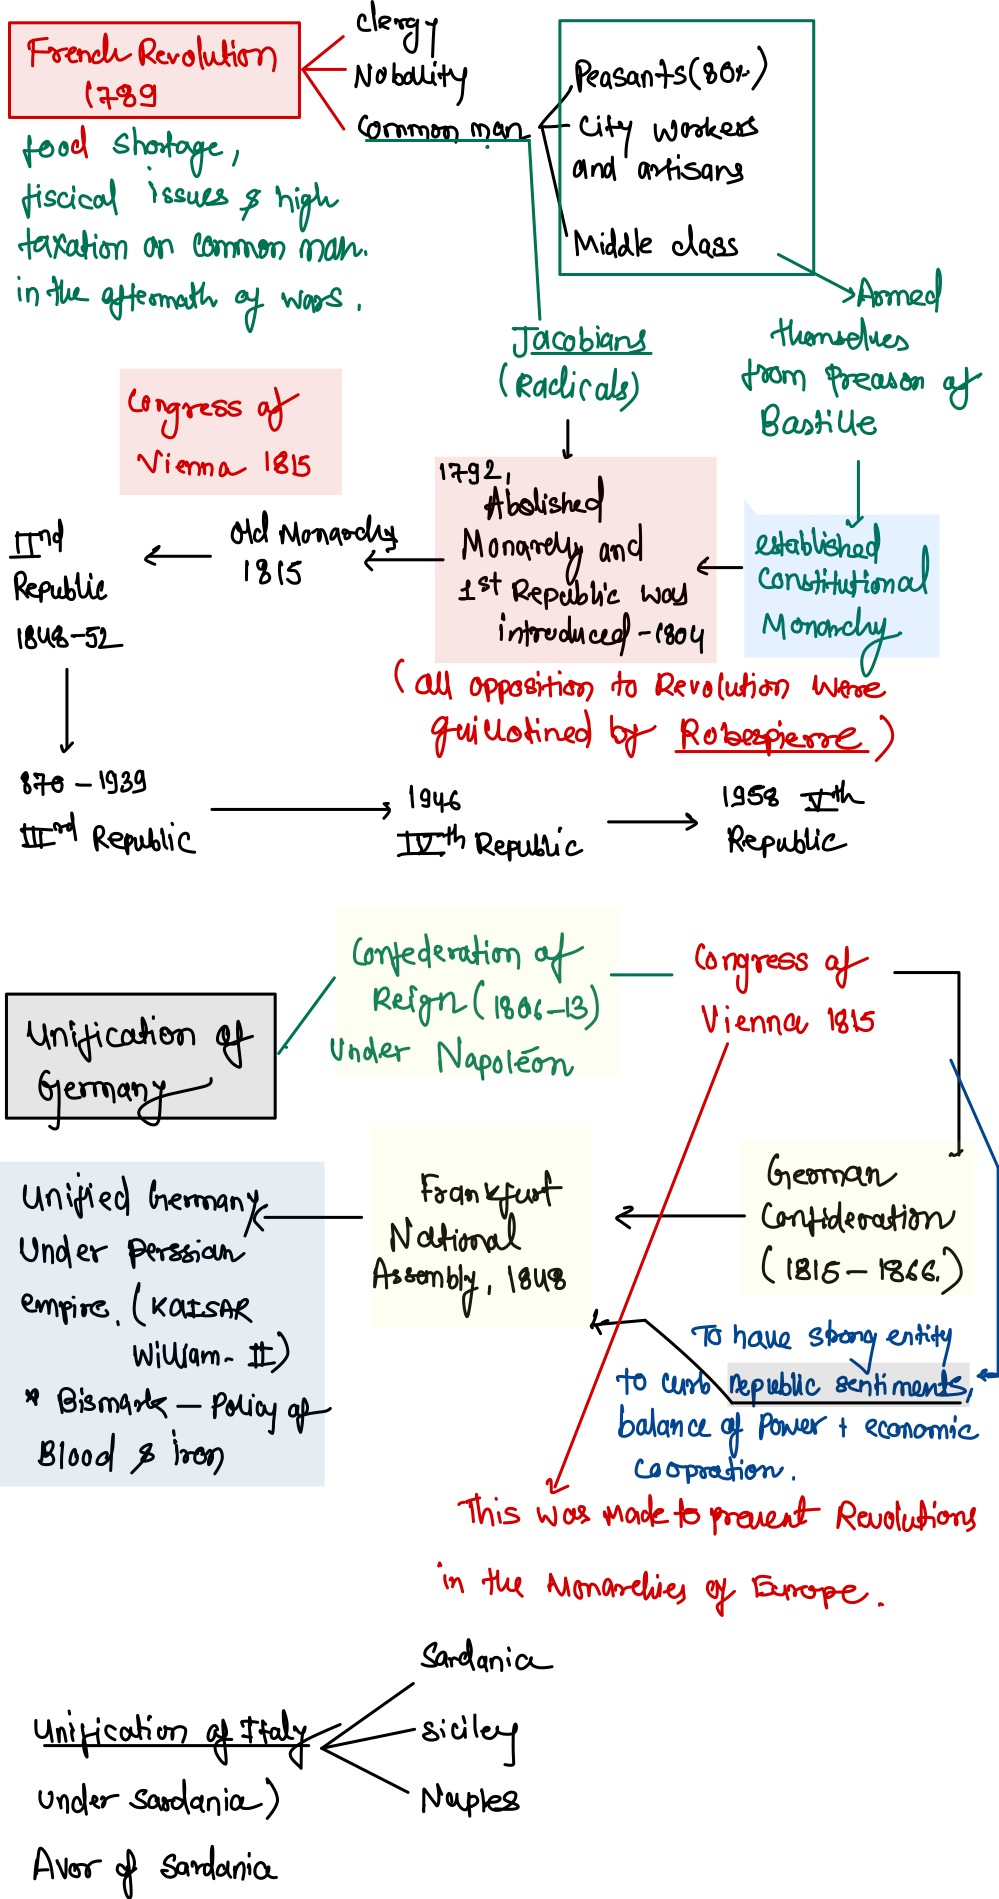 French Revolution
1789
clergy
Nobality
Common man
Peasants (80%)
City workers
and artisans
Middle class
food shortage,
fiscical issues & high
taxation on common man.
in the aftermath of wars.
Armed
themselves
from Preason of
Bastille
Jacobians
(Radicals)
Congress of
Vienna 1815
1792,
Abolished
Monarchy and
1st Republic was
introduced - 1804
established
Constitutional
Monarchy
Old Monarchy
1815
IInd
Republic
1848-52
(all opposition to Revolution were
guillotined by Robespierre)
870 - 1939
IIIrd Republic
1946
IVth Republic
1958 Vth
Republic
Unification of
Germany
Confederation of
Reign (1806-13)
Under Napoléon
Congress of
Vienna 1815
German
Confideration
(1815 - 1866.)
Frankfurt
National
Assembly, 1848
Unified Germany
Under Perssian
empire. (KAISAR
William - II)
* Bismark - Policy of
Blood & iron
To have strong entity
to curb republic sentiments,
balance of Power + economic
coopration.
This was made to prevent Revolutions
in the Monarchies of Europe.
Unification of Italy
under Sardania)
Avor of Sardania
Sardania
Siciley
Naples